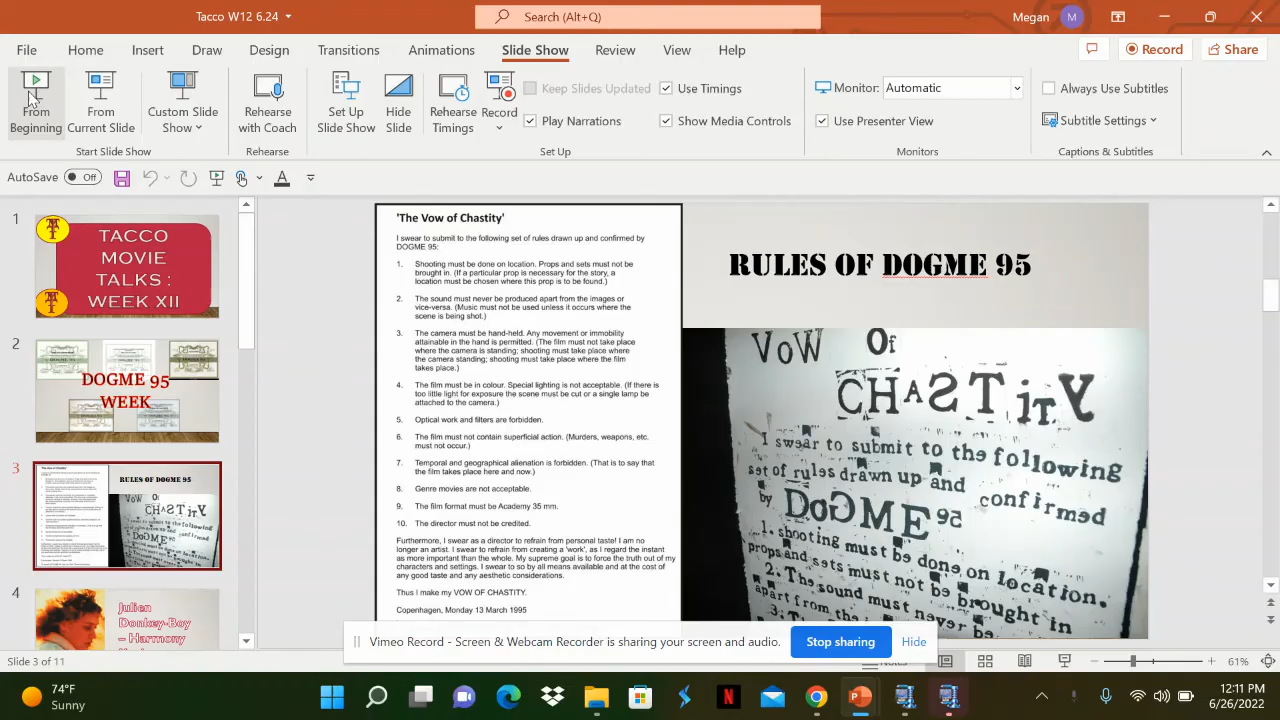 Tacco W12 6.24
Search (Alt+Q)
Megan
M
File
Home
Insert
Draw
Design
Transitions
Animations
Slide Show
Review
View
Help
Record
Share
From Beginning
From Current Slide
Custom Slide Show
Rehearse with Coach
Set Up Slide Show
Hide Slide
Rehearse Timings
Record
Keep Slides Updated
Use Timings
Play Narrations
Show Media Controls
Monitor:
Automatic
Use Presenter View
Always Use Subtitles
Subtitle Settings
Start Slide Show
Rehearse
Set Up
Monitors
Captions & Subtitles
AutoSave
Off
1
TACCO
MOVIE
TALKS :
WEEK XII
2
DOGME 95
WEEK
3
'The Vow of Chastity'
RULES OF DOGME 95
4
Julien
Donkey-Boy
– Harmony
'The Vow of Chastity'
I swear to submit to the following set of rules drawn up and confirmed by
DOGME 95:
1. Shooting must be done on location. Props and sets must not be
brought in. (If a particular prop is necessary for the story, a
location must be chosen where this prop is to be found.)
2. The sound must never be produced apart from the images or
vice-versa. (Music must not be used unless it occurs where the
scene is being shot.)
3. The camera must be hand-held. Any movement or immobility
attainable in the hand is permitted. (The film must not take place
where the camera is standing; shooting must take place where
the camera standing; shooting must take place where the film
takes place.)
4. The film must be in colour. Special lighting is not acceptable. (If there is
too little light for exposure the scene must be cut or a single lamp be
attached to the camera.)
5. Optical work and filters are forbidden.
6. The film must not contain superficial action. (Murders, weapons, etc.
must not occur.)
7. Temporal and geographical alienation is forbidden. (That is to say that
the film takes place here and now.)
8. Genre movies are not acceptable.
9. The film format must be Academy 35 mm.
10. The director must not be credited.
Furthermore, I swear as a director to refrain from personal taste! I am no
longer an artist. I swear to refrain from creating a 'work', as I regard the instant
as more important than the whole. My supreme goal is to force the truth out of my
characters and settings. I swear to so by all means available and at the cost of
any good taste and any aesthetic considerations.
Thus I make my VOW OF CHASTITY.
Copenhagen, Monday 13 March 1995
RULES OF DOGME 95
VOW OF
CHASTITY
I swear to submit to the following
set of rules drawn up and confirmed
by DOGME 95
shooting must be done on location.
props and sets must not be brought in
2. The sound must never be
apart from the
3.
Vimeo Record - Screen & Webcam Recorder is sharing your screen and audio.
Stop sharing
Hide
Slide 3 of 11
Notes
61%
74°F
Sunny
12:11 PM
6/26/2022